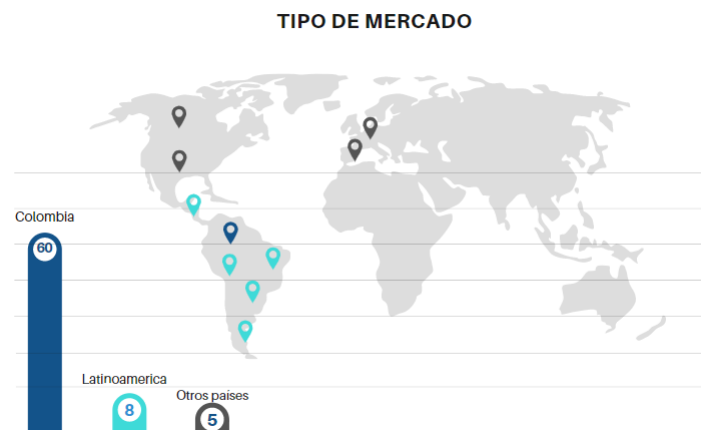 TIPO DE MERCADO
Colombia
60
Latinoamerica
8
Otros países
5